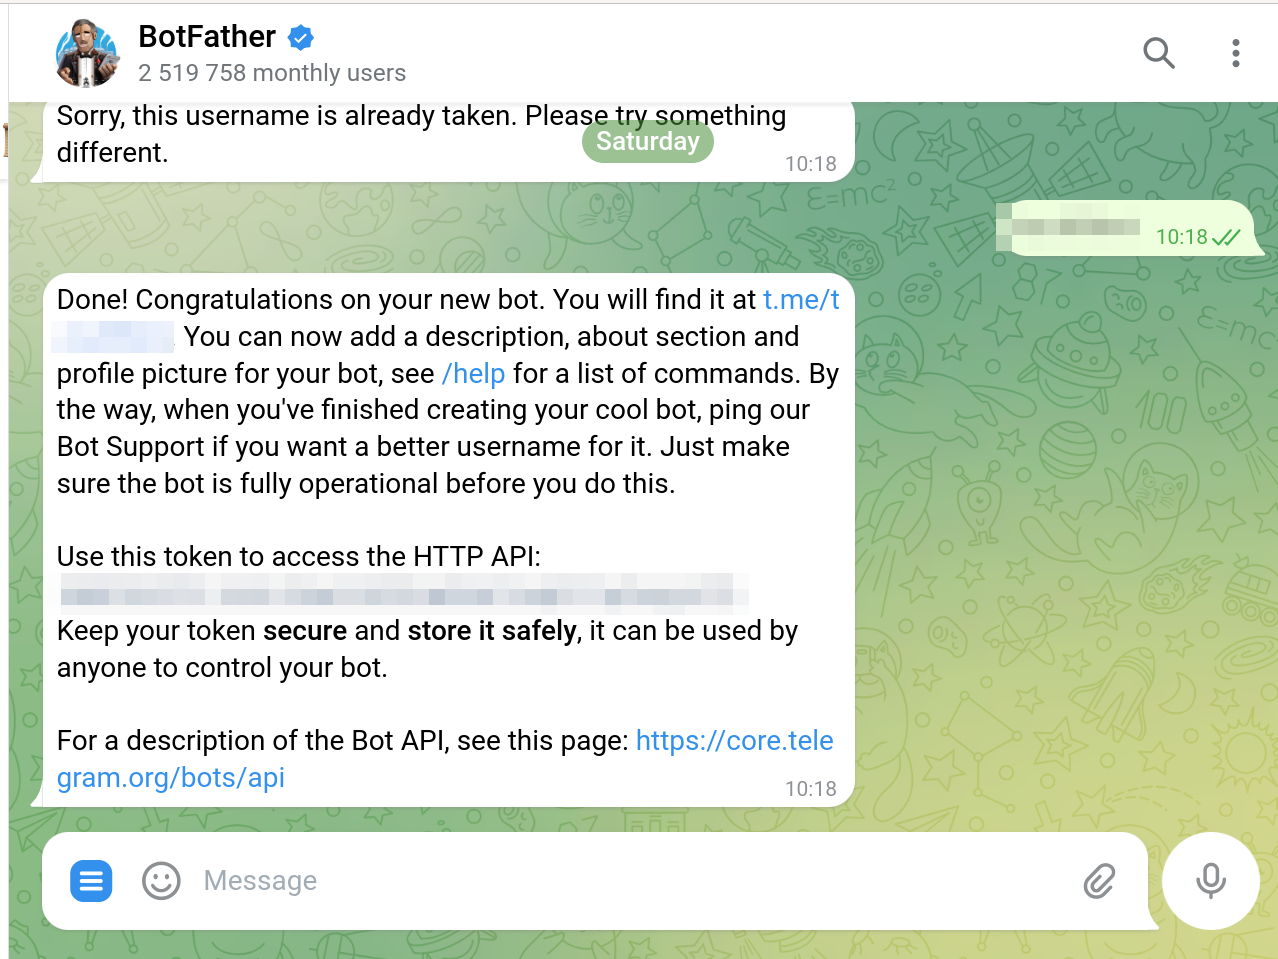 BotFather
2 519 758 monthly users
Sorry, this username is already taken. Please try something
different.
10:18
Saturday
10:18
Done! Congratulations on your new bot. You will find it at t.me/t
. You can now add a description, about section and
profile picture for your bot, see /help for a list of commands. By
the way, when you've finished creating your cool bot, ping our
Bot Support if you want a better username for it. Just make
sure the bot is fully operational before you do this.
Use this token to access the HTTP API:
Keep your token secure and store it safely, it can be used by
anyone to control your bot.
For a description of the Bot API, see this page: https://core.tele
gram.org/bots/api
10:18
Message